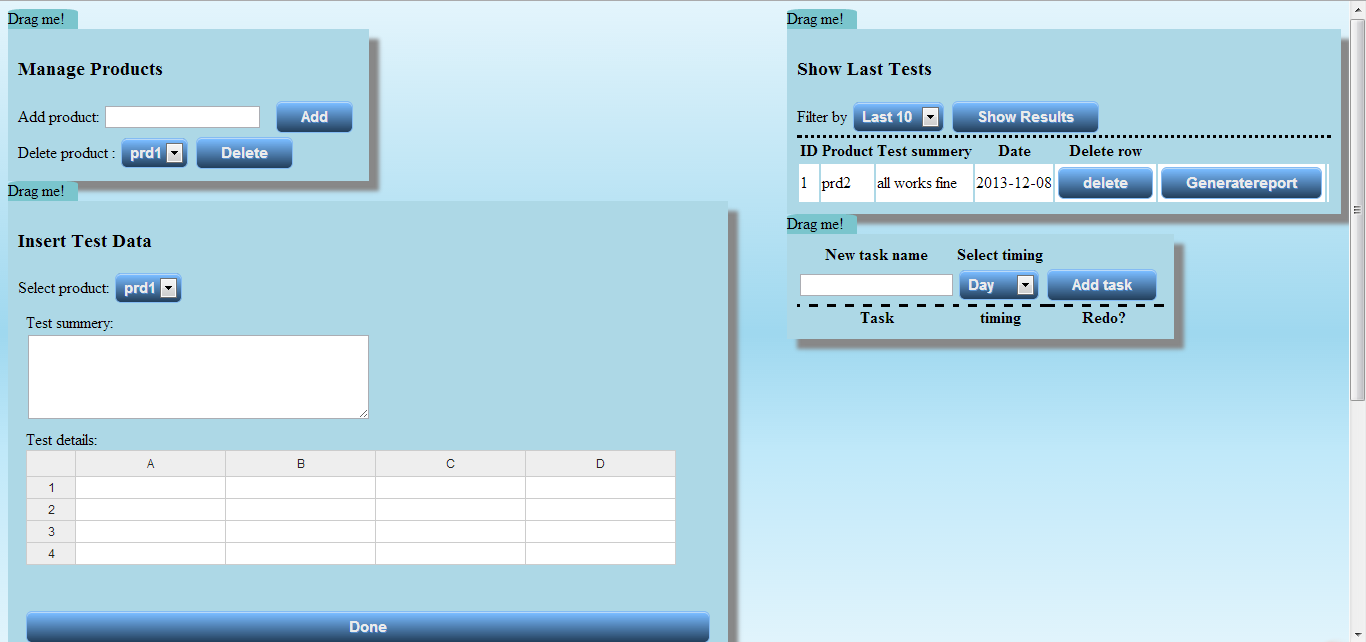 Drag me!
Manage Products
Add product: Add
Delete product : prd1 Delete
Drag me!
Insert Test Data
Select product: prd1
Test summery:
Test details:
A B C D
1
2
3
4
Done
Drag me!
Show Last Tests
Filter by Last 10 Show Results
ID Product Test summery Date Delete row
1 prd2 all works fine 2013-12-08 delete Generatereport
Drag me!
New task name Select timing
Day Add task
Task timing Redo?